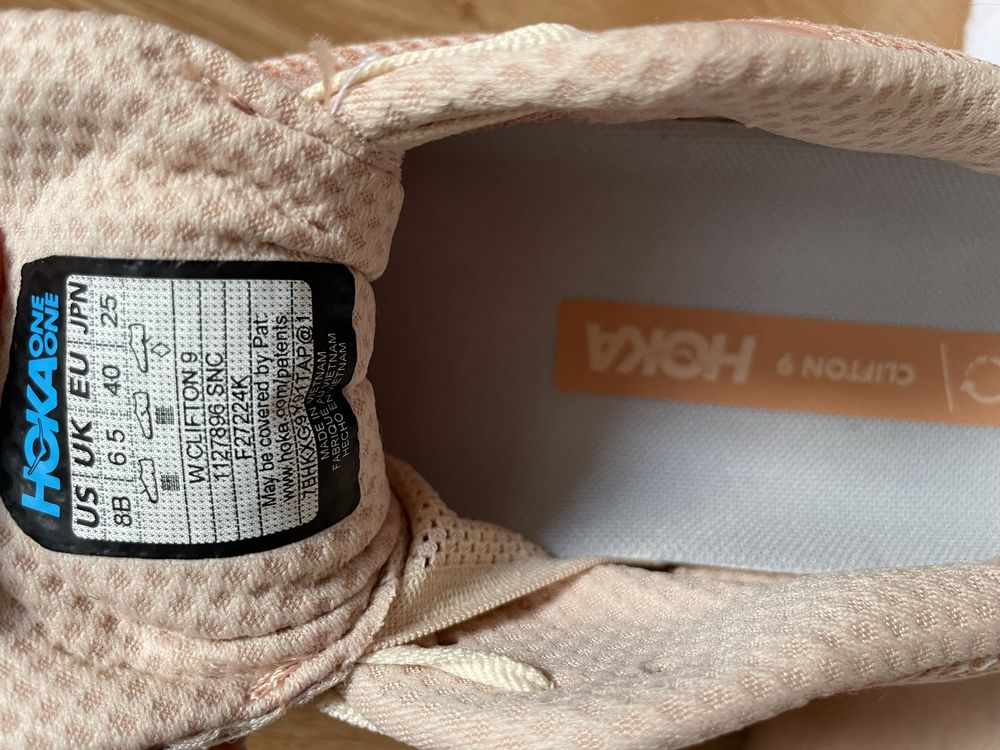 HOKA ONE ONE
US UK EU JPN
8B 6.5 40 25
W CLIFTON 9
1127896 SNC
F27224K
May be covered by Pat
www.hoka.com/patents
MADE IN VIETNAM
FABRIQUÉ AU VIETNAM
HECHO EN VIETNAM
HOKA
CLIFTON 9